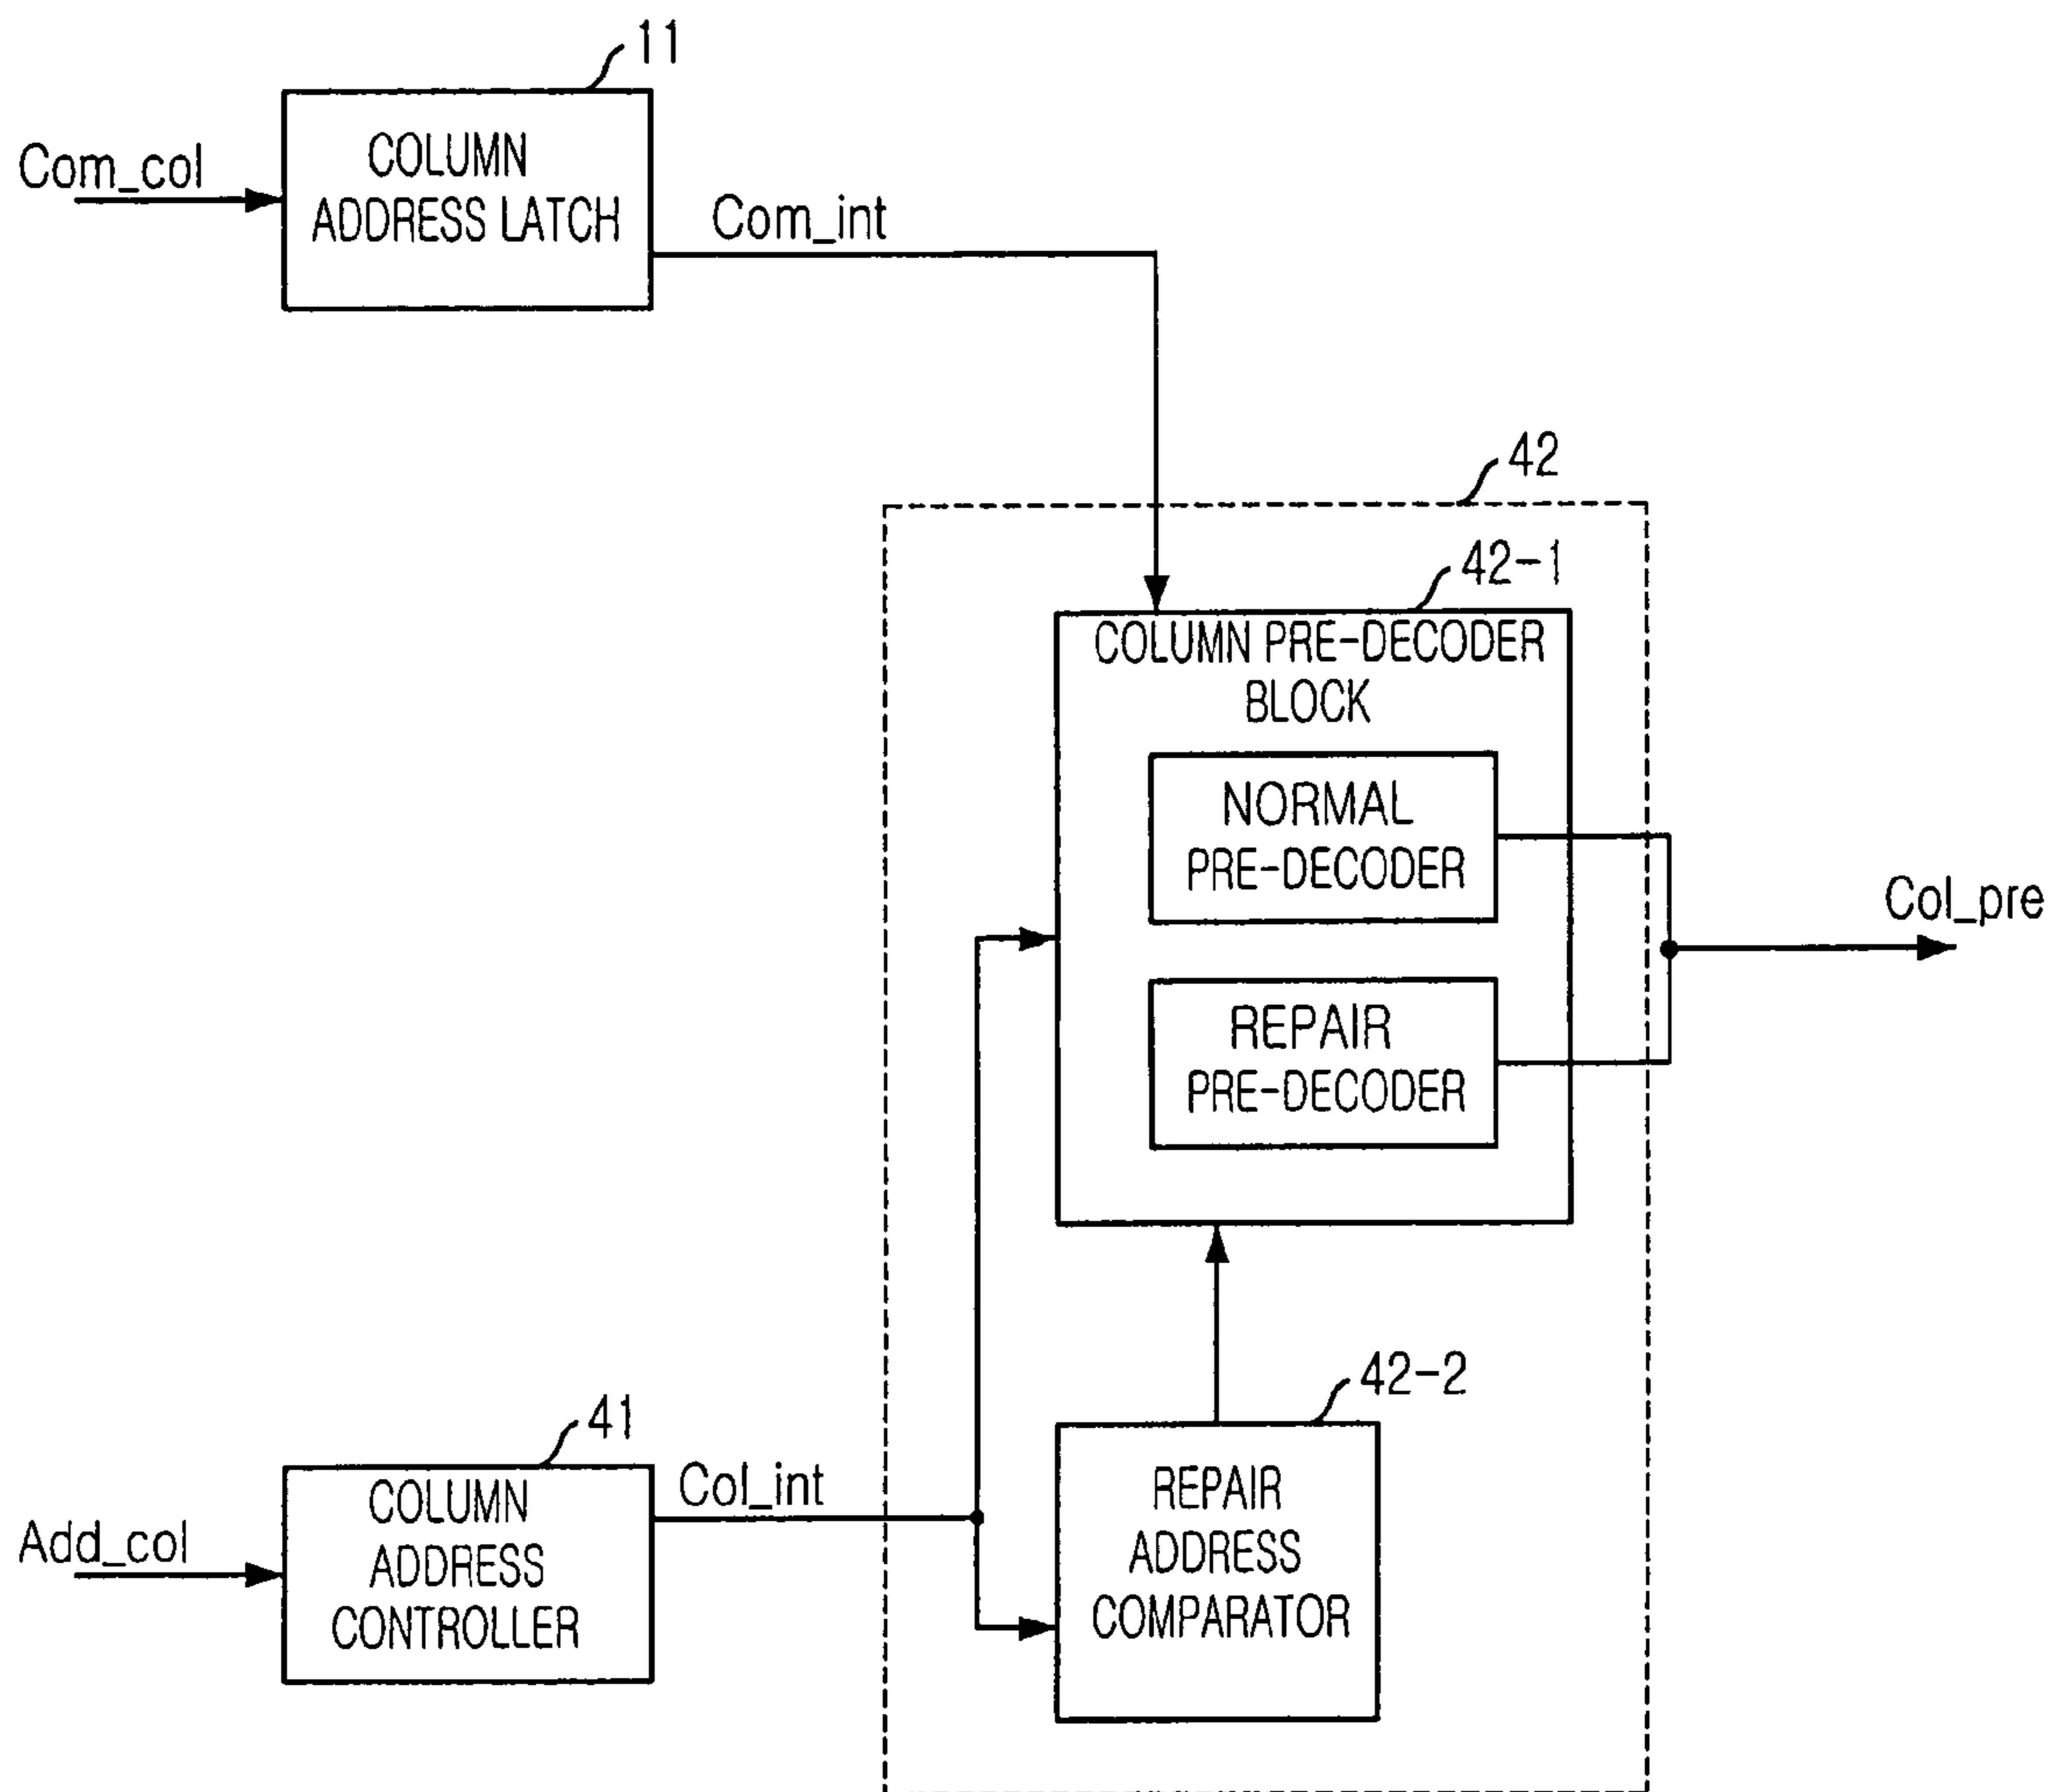 11
Com_col
COLUMN
ADDRESS LATCH
Com_int
42
42-1
COLUMN PRE-DECODER
BLOCK
NORMAL
PRE-DECODER
Col_pre
REPAIR
PRE-DECODER
42-2
41
Add_col
COLUMN
ADDRESS
CONTROLLER
Col_int
REPAIR
ADDRESS
COMPARATOR